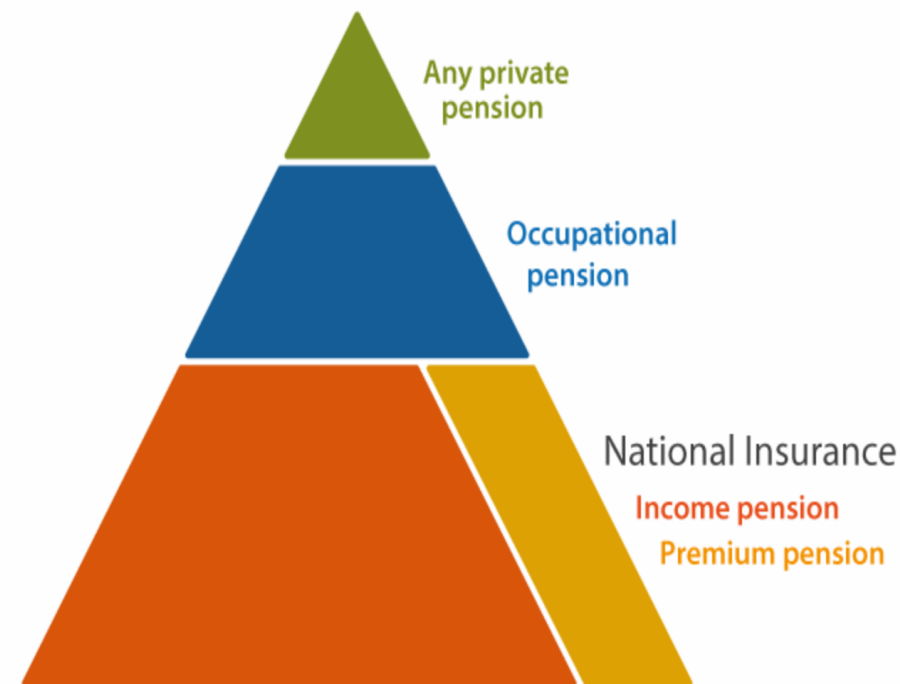 Any private
pension
Occupational
pension
National Insurance
Income pension
Premium pension